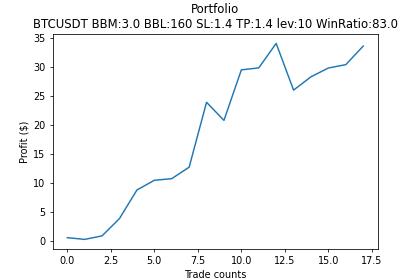 Portfolio
BTCUSDT BBM:3.0 BBL:160 SL:1.4 TP:1.4 lev:10 WinRatio:83.0
35
30
25
20
15
10
5
0
Profit ($)
0.0 2.5 5.0 7.5 10.0 12.5 15.0 17.5
Trade counts